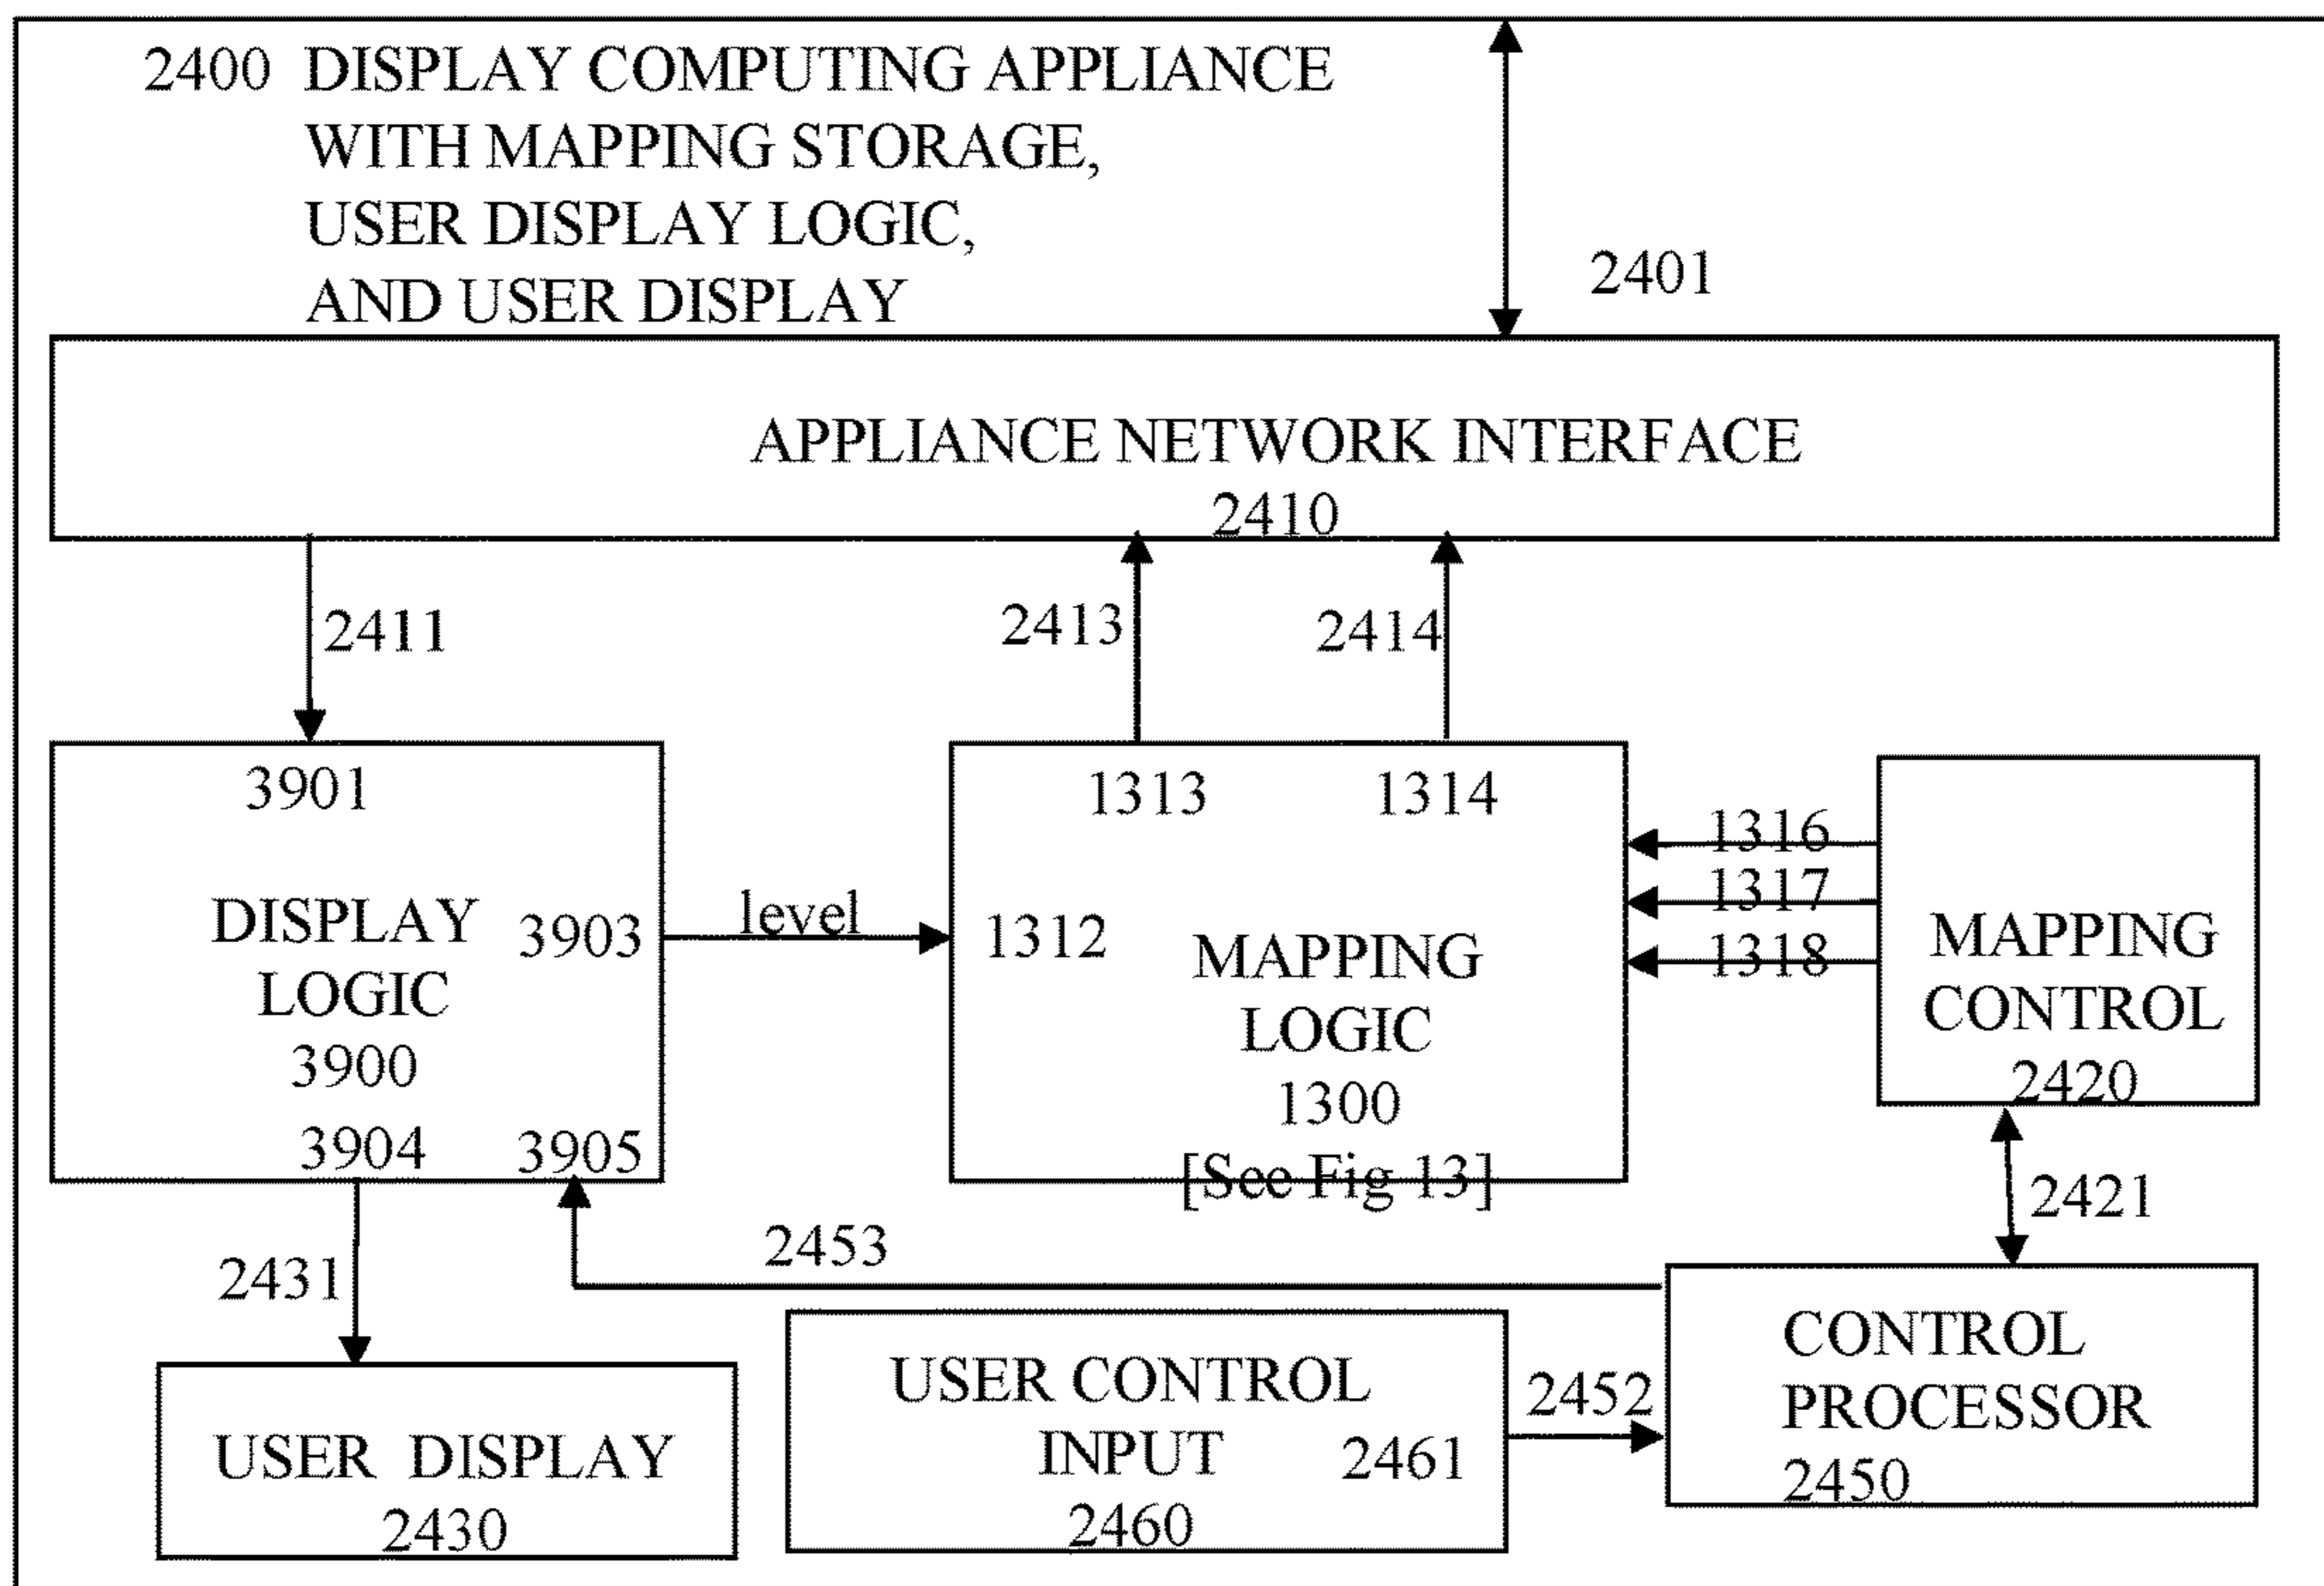 2400 DISPLAY COMPUTING APPLIANCE
WITH MAPPING STORAGE,
USER DISPLAY LOGIC,
AND USER DISPLAY
2401
APPLIANCE NETWORK INTERFACE
2410
2411
2413
2414
3901
DISPLAY
LOGIC
3900
3903
3904
3905
level
1313
1314
1312
MAPPING
LOGIC
1300
[See Fig 13]
1316
1317
1318
MAPPING
CONTROL
2420
2421
2453
2431
USER DISPLAY
2430
USER CONTROL
INPUT
2461
2460
2452
CONTROL
PROCESSOR
2450